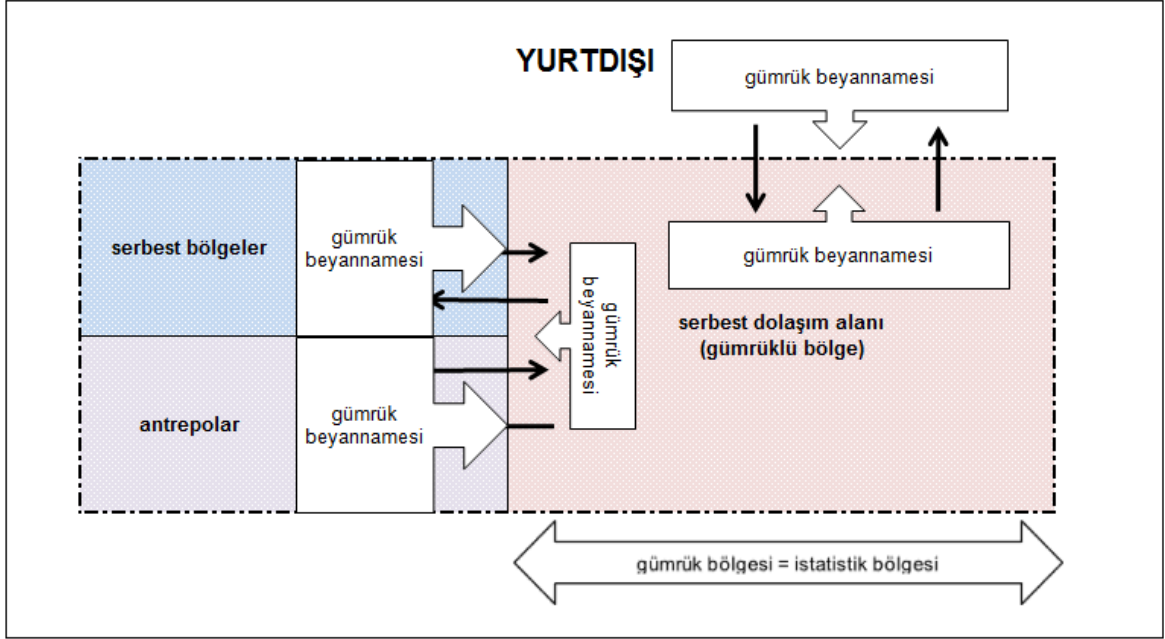 YURTDIŞI
gümrük beyannamesi
serbest bölgeler
gümrük
beyannamesi
gümrük
beyannamesi
gümrük beyannamesi
serbest dolaşım alanı
(gümrüklü bölge)
antrepolar
gümrük
beyannamesi
gümrük bölgesi = istatistik bölgesi